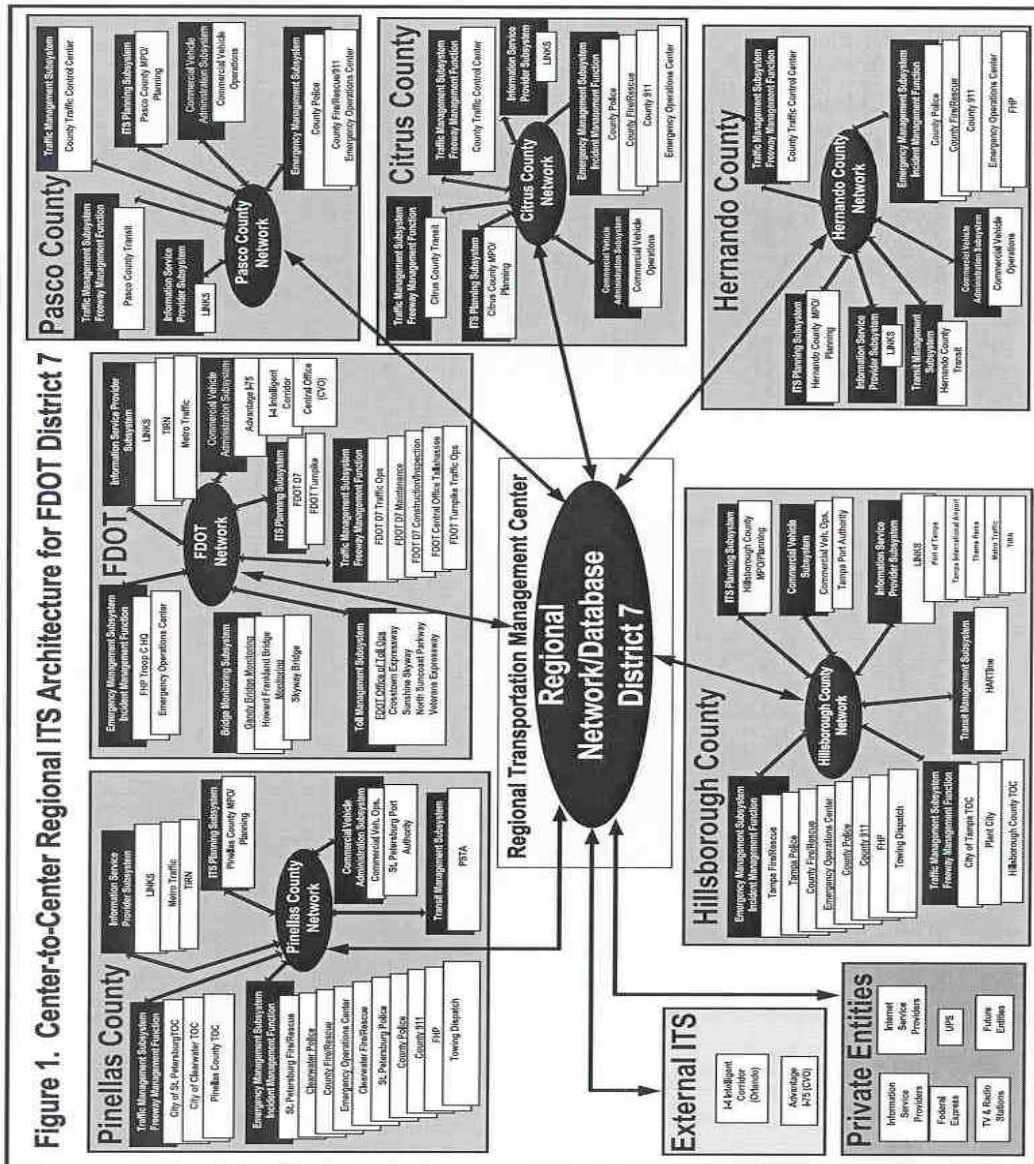 Figure 1. Center-to-Center Regional ITS Architecture for FDOT District 7
Pinellas County
Traffic Management Subsystem
Freeway Management Function
City of St. Petersburg TOC
City of Clearwater TOC
Pinellas County TOC
Information Service
Provider Subsystem
LINKS
Metro Traffic
TIRN
ITS Planning Subsystem
Pinellas County MPO/
Planning
Commercial Vehicle
Administration Subsystem
Commercial Veh. Ops.
St. Petersburg Port
Authority
Transit Management Subsystem
PSTA
Pinellas County
Network
Emergency Management Subsystem
Incident Management Function
St. Petersburg Fire/Rescue
Clearwater Police
County Fire/Rescue
Emergency Operations Center
Clearwater Fire/Rescue
St. Petersburg Police
County Police
County 911
FHP
Towing Dispatch
FDOT
Emergency Management Subsystem
Incident Management Function
FHP Troop C HQ
Emergency Operations Center
Information Service Provider
Subsystem
LINKS
TIRN
Metro Traffic
Commercial Vehicle
Administration Subsystem
Advantage I-75
I-4 Intelligent
Corridor
Central Office
(CVO)
FDOT
Network
ITS Planning Subsystem
FDOT D7
FDOT Turnpike
Bridge Monitoring Subsystem
Gandy Bridge Monitoring
Howard Frankland Bridge
Monitoring
Skyway Bridge
Traffic Management Subsystem
Freeway Management Function
FDOT D7 Traffic Ops
FDOT D7 Maintenance
FDOT D7 Construction/Inspection
FDOT Central Office Tallahassee
FDOT Turnpike Traffic Ops
Toll Management Subsystem
FDOT Office of Toll Ops
Crosstown Expressway
Sunshine Skyway
North Suncoast Parkway
Veterans Expressway
Pasco County
Traffic Management Subsystem
Freeway Management Function
Pasco County Transit
Information Service
Provider Subsystem
LINKS
Traffic Management Subsystem
County Traffic Control Center
ITS Planning Subsystem
Pasco County MPO/
Planning
Commercial Vehicle
Administration Subsystem
Commercial Vehicle
Operations
Emergency Management Subsystem
County Police
County Fire/Rescue/911
Emergency Operations Center
Pasco County
Network
Citrus County
Traffic Management Subsystem
Freeway Management Function
Citrus County Transit
Traffic Management Subsystem
Freeway Management Function
County Traffic Control Center
ITS Planning Subsystem
Citrus County MPO/
Planning
Information Service
Provider Subsystem
LINKS
Citrus County
Network
Commercial Vehicle
Administration Subsystem
Commercial Vehicle
Operations
Emergency Management Subsystem
Incident Management Function
County Police
County Fire/Rescue
County 911
Emergency Operations Center
Hernando County
Traffic Management Subsystem
Freeway Management Function
County Traffic Control Center
ITS Planning Subsystem
Hernando County MPO/
Planning
Information Service
Provider Subsystem
LINKS
Transit Management
Subsystem
Hernando County
Transit
Hernando County
Network
Emergency Management Subsystem
Incident Management Function
County Police
County Fire/Rescue
County 911
Emergency Operations Center
FHP
Commercial Vehicle
Administration Subsystem
Commercial Vehicle
Operations
Regional Transportation Management Center
Regional
Network/Database
District 7
External ITS
I-4 Intelligent
Corridor
(Orlando)
Advantage
I-75 (CVO)
Private Entities
Information
Service
Providers
Internet
Service
Providers
Federal
Express
UPS
TV & Radio
Stations
Future
Entities
Hillsborough County
Emergency Management Subsystem
Incident Management Function
Tampa Fire/Rescue
Tampa Police
County Fire/Rescue
Emergency Operations Center
County Police
County 911
FHP
Towing Dispatch
Traffic Management Subsystem
Freeway Management Function
City of Tampa TOC
Plant City
Hillsborough County TOC
Hillsborough County
Network
ITS Planning Subsystem
Hillsborough County
MPO/Planning
Commercial Vehicle
Subsystem
Commercial Veh. Ops.
Tampa Port Authority
Information Service
Provider Subsystem
LINKS
Port of Tampa
Tampa International Airport
Theme Parks
Metro Traffic
TIRN
Transit Management Subsystem
HARTline